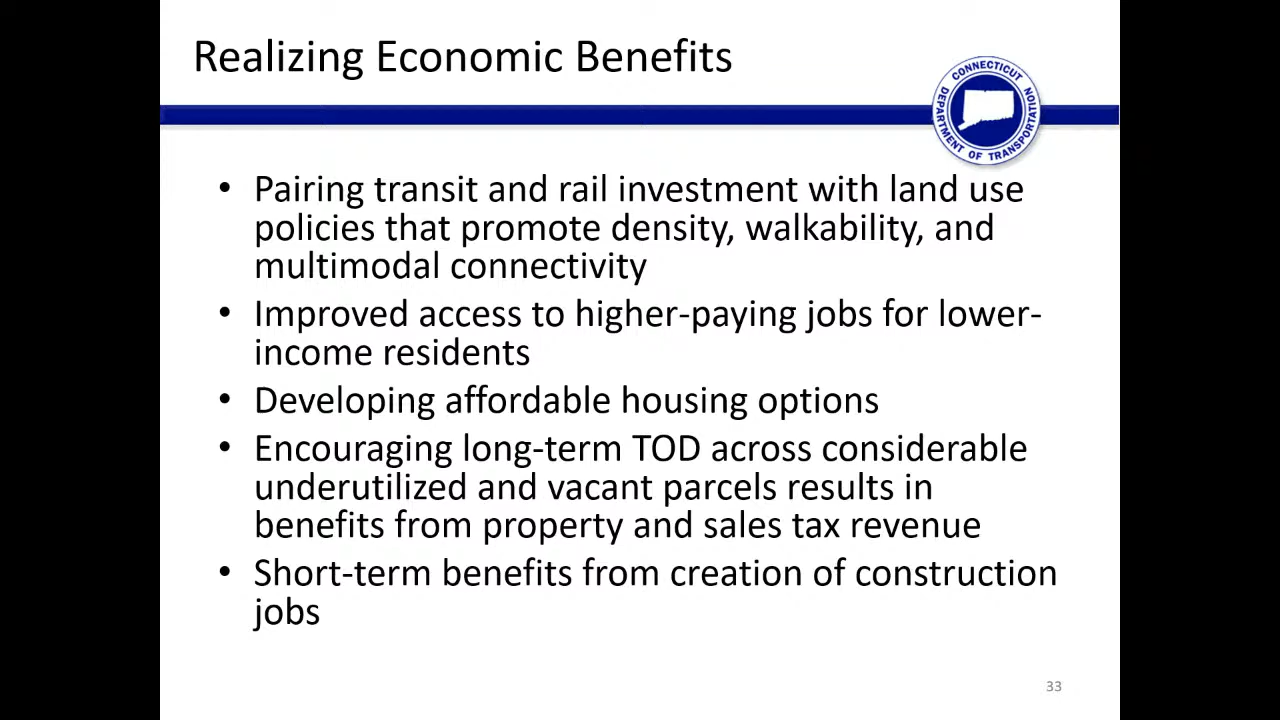 Realizing Economic Benefits
CONNECTICUT
DEPARTMENT OF TRANSPORTATION
• Pairing transit and rail investment with land use
policies that promote density, walkability, and
multimodal connectivity
• Improved access to higher-paying jobs for lower-
income residents
• Developing affordable housing options
• Encouraging long-term TOD across considerable
underutilized and vacant parcels results in
benefits from property and sales tax revenue
• Short-term benefits from creation of construction
jobs
33